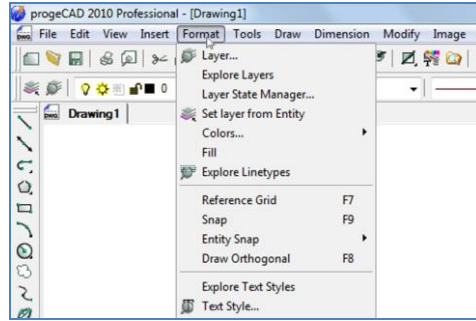 progeCAD 2010 Professional - [Drawing1]
File Edit View Insert Format Tools Draw Dimension Modify Image
Layer...
Explore Layers
0
Layer State Manager...
Drawing1
Set layer from Entity
Colors...
Fill
Explore Linetypes
Reference Grid F7
Snap F9
Entity Snap
Draw Orthogonal F8
Explore Text Styles
Text Style...